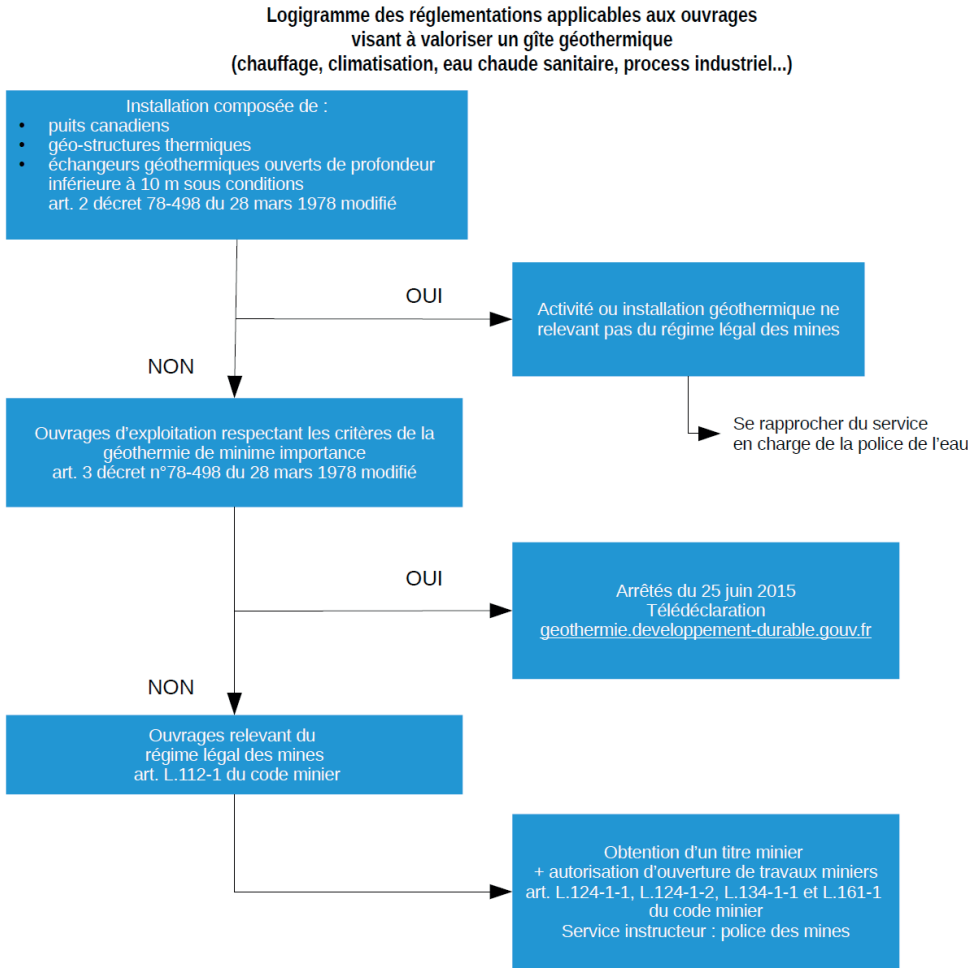 Logigramme des réglementations applicables aux ouvrages
visant à valoriser un gîte géothermique
(chauffage, climatisation, eau chaude sanitaire, process industriel...)
Installation composée de :
• puits canadiens
• géo-structures thermiques
• échangeurs géothermiques ouverts de profondeur
inférieure à 10 m sous conditions
art. 2 décret 78-498 du 28 mars 1978 modifié
OUI
Activité ou installation géothermique ne
relevant pas du régime légal des mines
Se rapprocher du service
en charge de la police de l’eau
NON
Ouvrages d’exploitation respectant les critères de la
géothermie de minime importance
art. 3 décret n°78-498 du 28 mars 1978 modifié
OUI
Arrêtés du 25 juin 2015
Télédéclaration
geothermie.developpement-durable.gouv.fr
NON
Ouvrages relevant du
régime légal des mines
art. L.112-1 du code minier
Obtention d’un titre minier
+ autorisation d’ouverture de travaux miniers
art. L.124-1-1, L.124-1-2, L.134-1-1 et L.161-1
du code minier
Service instructeur : police des mines